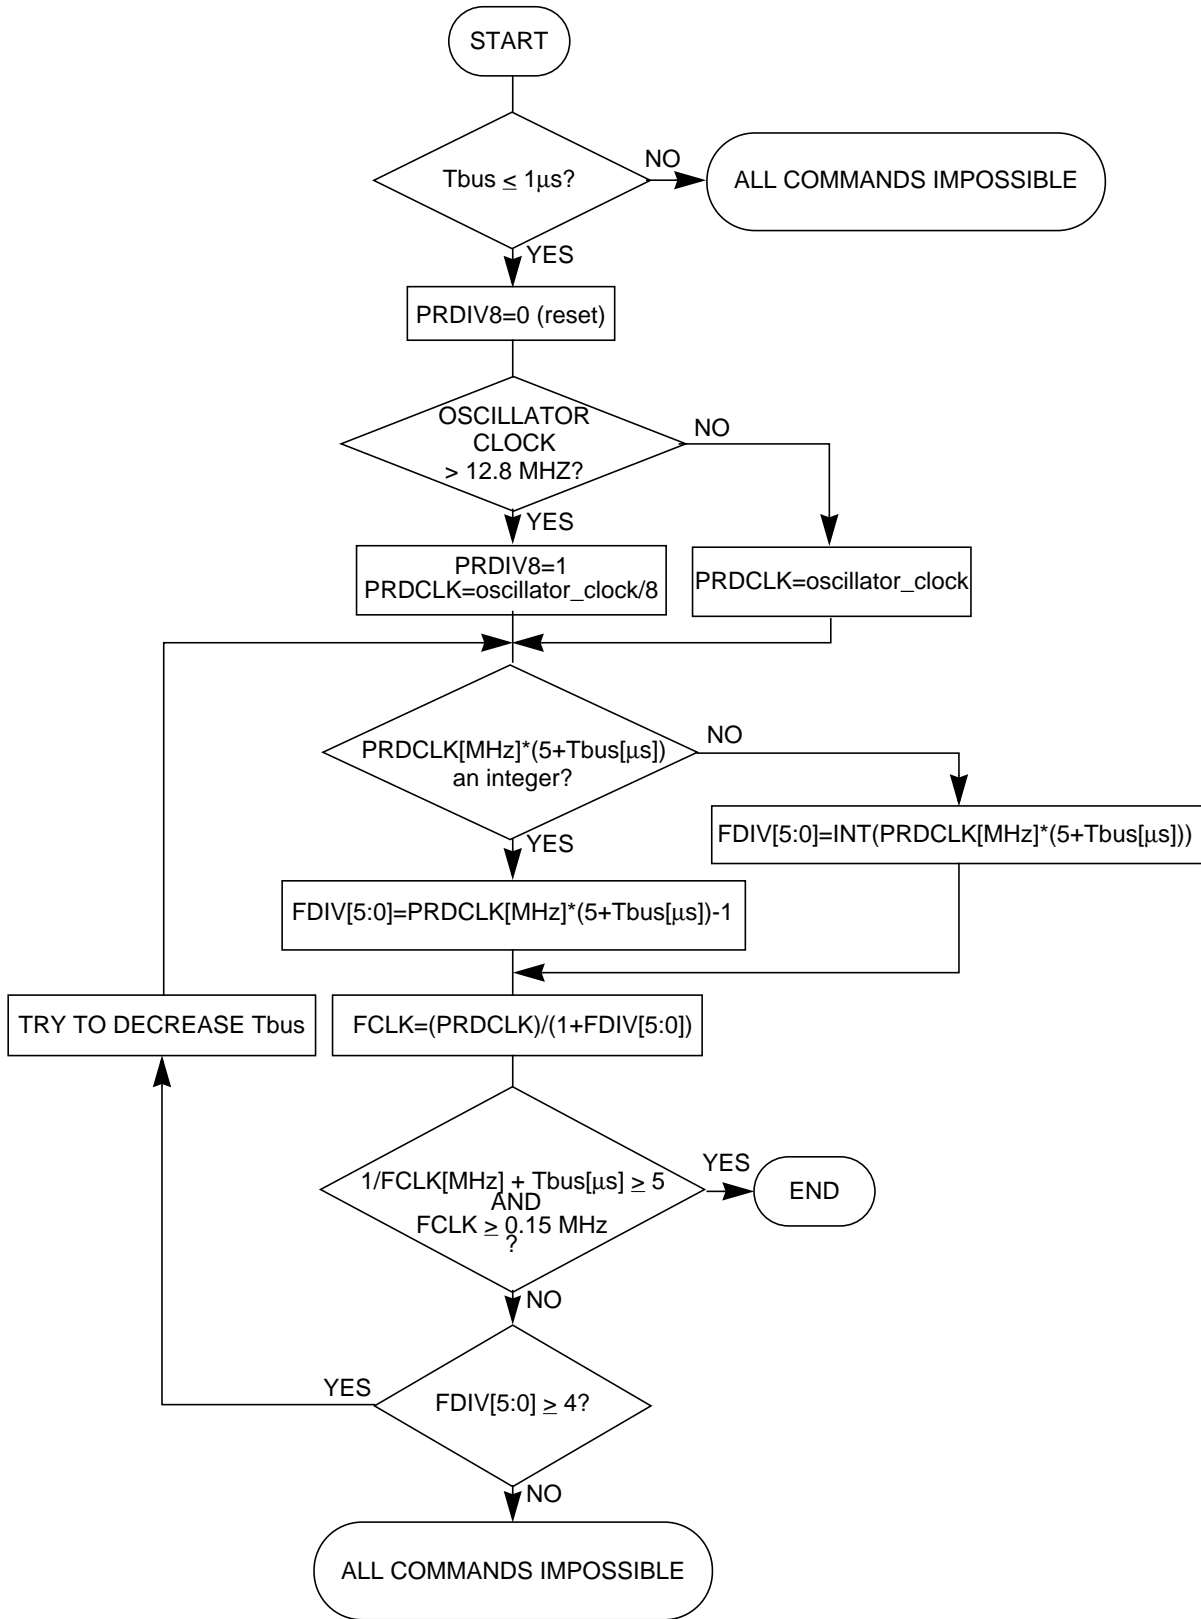 START
Tbus ≤ 1μs?
NO
ALL COMMANDS IMPOSSIBLE
YES
PRDIV8=0 (reset)
OSCILLATOR
CLOCK
> 12.8 MHZ?
NO
YES
PRDIV8=1
PRDCLK=oscillator_clock/8
PRDCLK=oscillator_clock
PRDCLK[MHz]*(5+Tbus[μs])
an integer?
NO
YES
FDIV[5:0]=INT(PRDCLK[MHz]*(5+Tbus[μs]))
FDIV[5:0]=PRDCLK[MHz]*(5+Tbus[μs])-1
TRY TO DECREASE Tbus
FCLK=(PRDCLK)/(1+FDIV[5:0])
1/FCLK[MHz] + Tbus[μs] ≥ 5
AND
FCLK ≥ 0.15 MHz
?
YES
END
NO
FDIV[5:0] ≥ 4?
YES
NO
ALL COMMANDS IMPOSSIBLE